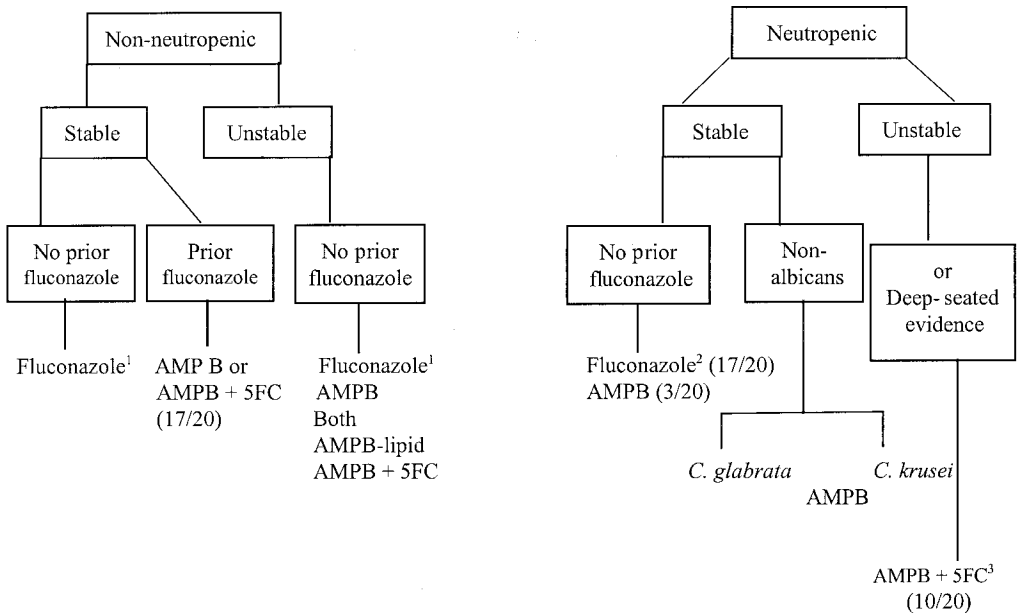 Non-neutropenic
Stable
Unstable
No prior
fluconazole
Prior
fluconazole
No prior
fluconazole
Fluconazole¹
AMP B or
AMPB + 5FC
(17/20)
Fluconazole¹
AMPB
Both
AMPB-lipid
AMPB + 5FC
Neutropenic
Stable
Unstable
No prior
fluconazole
Non-
albicans
or
Deep- seated
evidence
Fluconazole² (17/20)
AMPB (3/20)
C. glabrata
C. krusei
AMPB
AMPB + 5FC³
(10/20)